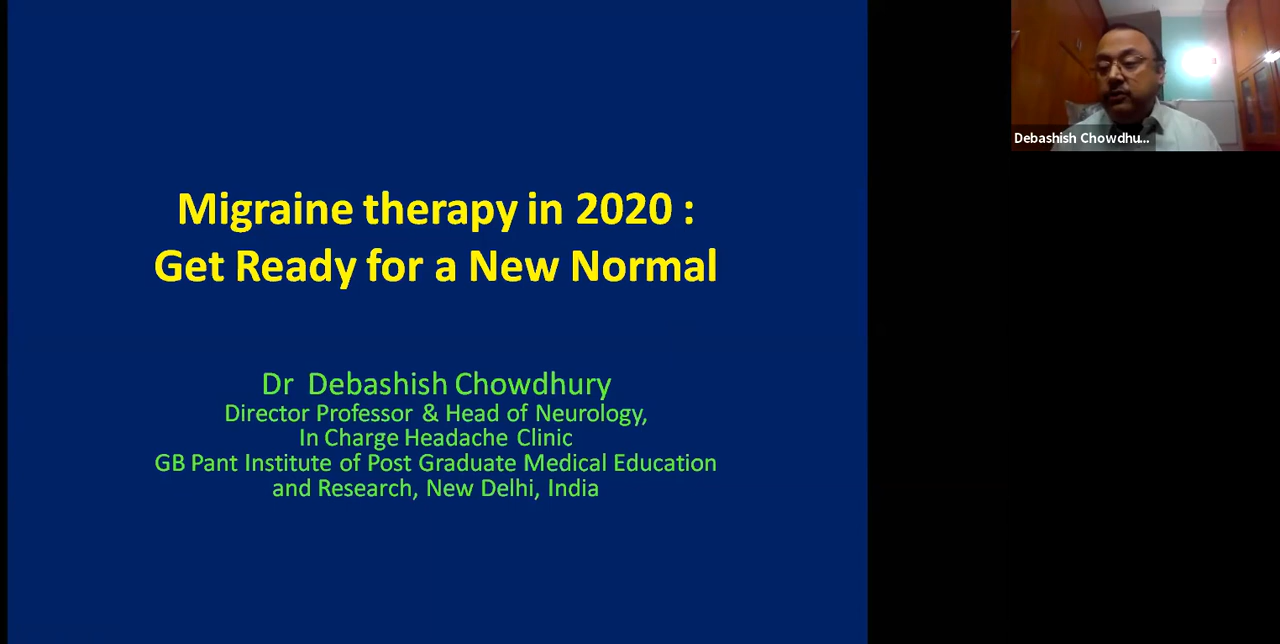 Migraine therapy in 2020 :
Get Ready for a New Normal
Dr Debashish Chowdhury
Director Professor & Head of Neurology,
In Charge Headache Clinic
GB Pant Institute of Post Graduate Medical Education
and Research, New Delhi, India
Debashish Chowdhu...